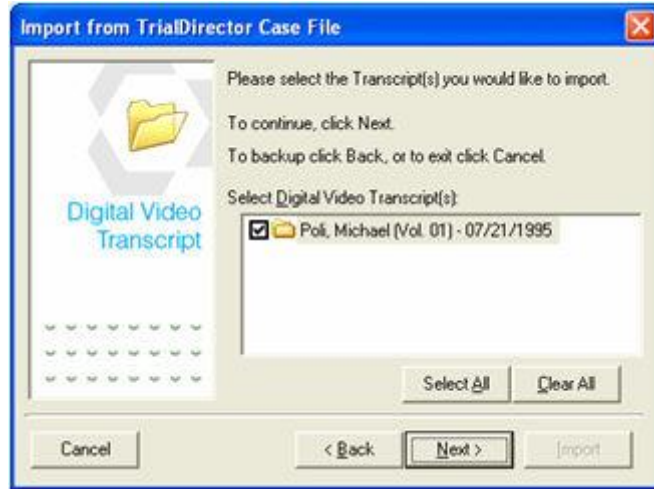 Import from TrialDirector Case File
Please select the Transcript(s) you would like to import.
To continue, click Next.
To backup click Back, or to exit click Cancel.
Digital Video
Transcript
Select Digital Video Transcript(s):
Poli, Michael (Vol. 01) - 07/21/1995
Select All
Clear All
Cancel
< Back
Next >
Import